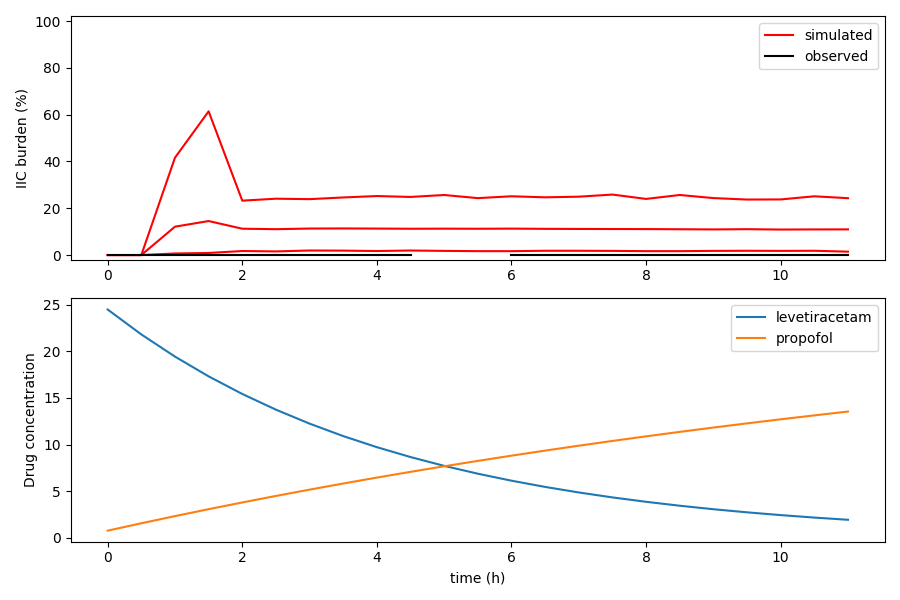 100
80
60
40
20
0
IIC burden (%)
simulated
observed
0 2 4 6 8 10
25
20
15
10
5
0
Drug concentration
levetiracetam
propofol
0 2 4 6 8 10
time (h)